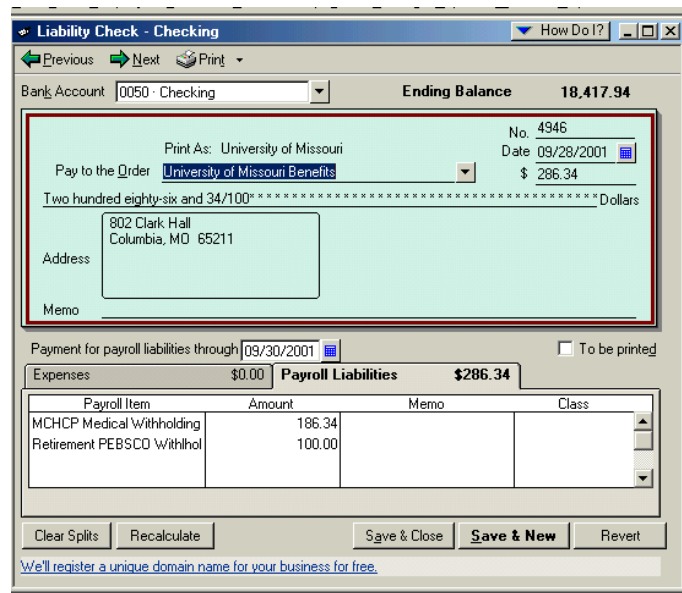 Liability Check - Checking How Do I?
Previous Next Print
Bank Account 0050 · Checking Ending Balance 18,417.94
No. 4946
Print As: University of Missouri Date 09/28/2001
Pay to the Order University of Missouri Benefits $ 286.34
Two hundred eighty-six and 34/100* * * * * * * * * * * * * * * * * * * * * * * * * * * * * * * * * * * * * * * * Dollars
802 Clark Hall
Columbia, MO 65211
Address
Memo
Payment for payroll liabilities through 09/30/2001 To be printed
Expenses $0.00 Payroll Liabilities $286.34
Payroll Item Amount Memo Class
MCHCP Medical Withholding 186.34
Retirement PEBSCO Withlhol 100.00
Clear Splits Recalculate Save & Close Save & New Revert
We'll register a unique domain name for your business for free.